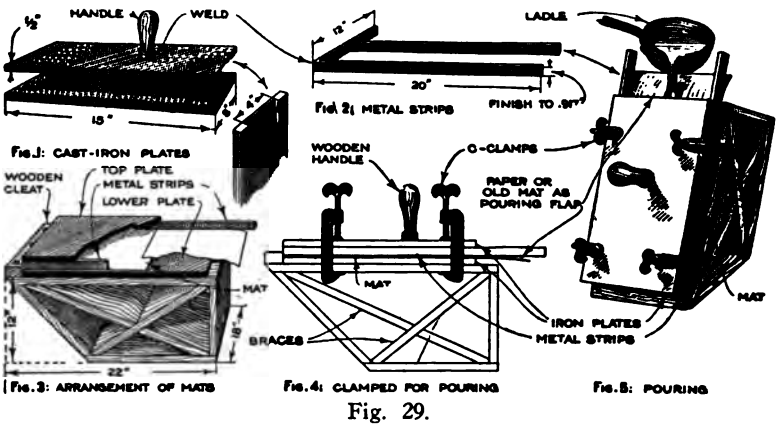 HANDLE
WELD
½"
15"
8"
FIG.1: CAST-IRON PLATES
12"
20"
FINISH TO .917"
FIG. 2: METAL STRIPS
LADLE
WOODEN CLEAT
TOP PLATE
METAL STRIPS
LOWER PLATE
MAT
12"
18"
22"
FIG.3: ARRANGEMENT OF MATS
WOODEN HANDLE
C-CLAMPS
PAPER OR
OLD MAT AS
POURING FLAP
MAT
BRACES
IRON PLATES
METAL STRIPS
FIG.4: CLAMPED FOR POURING
MAT
FIG.5: POURING
Fig. 29.